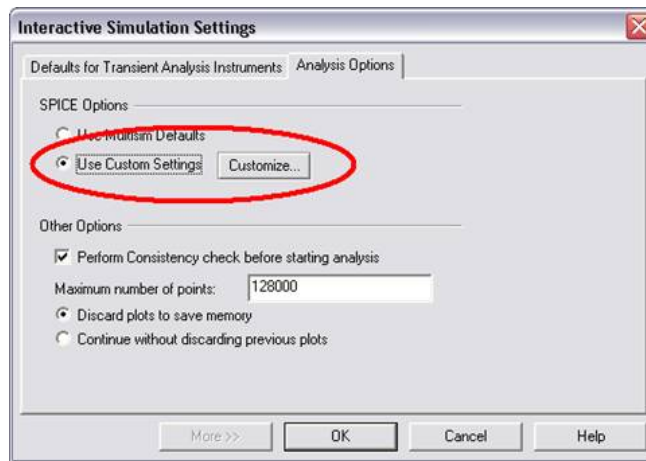 Interactive Simulation Settings
Defaults for Transient Analysis Instruments
Analysis Options
SPICE Options
Use Multisim Defaults
Use Custom Settings
Customize...
Other Options
Perform Consistency check before starting analysis
Maximum number of points: 128000
Discard plots to save memory
Continue without discarding previous plots
More >>
OK
Cancel
Help